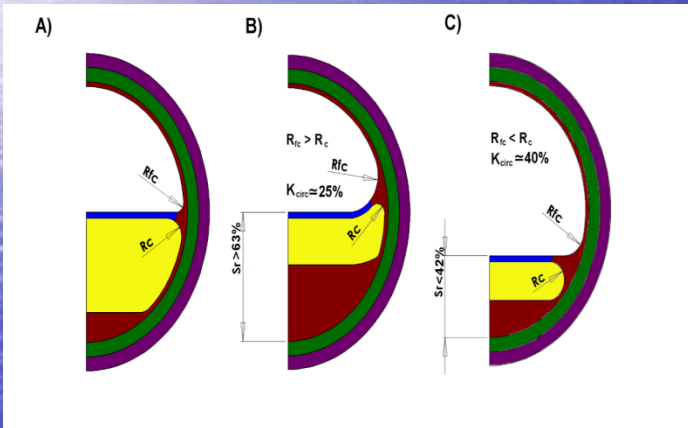 A)
B)
C)
Rfc
Rc
Rfc > Rc
Rfc
Kcirc≃25%
Rc
Sr>63%
Rfc < Rc
Kcirc≃40%
Rfc
Rc
Sr<42%